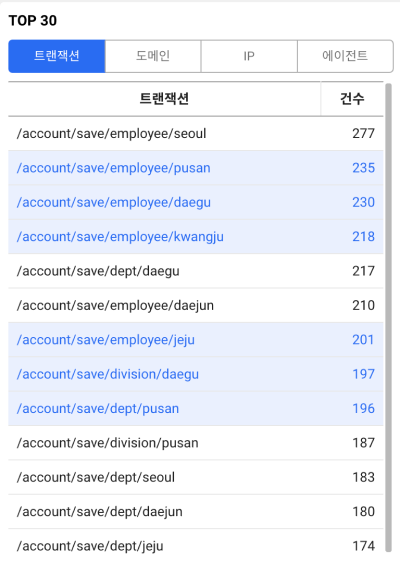 TOP 30
트랜잭션 도메인 IP 에이전트
트랜잭션 건수
/account/save/employee/seoul 277
/account/save/employee/pusan 235
/account/save/employee/daegu 230
/account/save/employee/kwangju 218
/account/save/dept/daegu 217
/account/save/employee/daejun 210
/account/save/employee/jeju 201
/account/save/division/daegu 197
/account/save/dept/pusan 196
/account/save/division/pusan 187
/account/save/dept/seoul 183
/account/save/dept/daejun 180
/account/save/dept/jeju 174